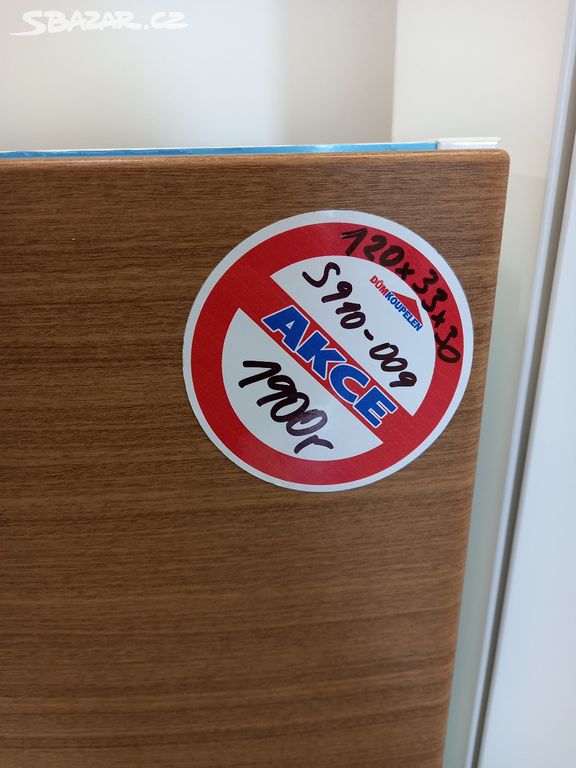 SBAZAR.CZ
120x33x30
DŮMKOUPELEN
S910-009
AKCE
1900,-